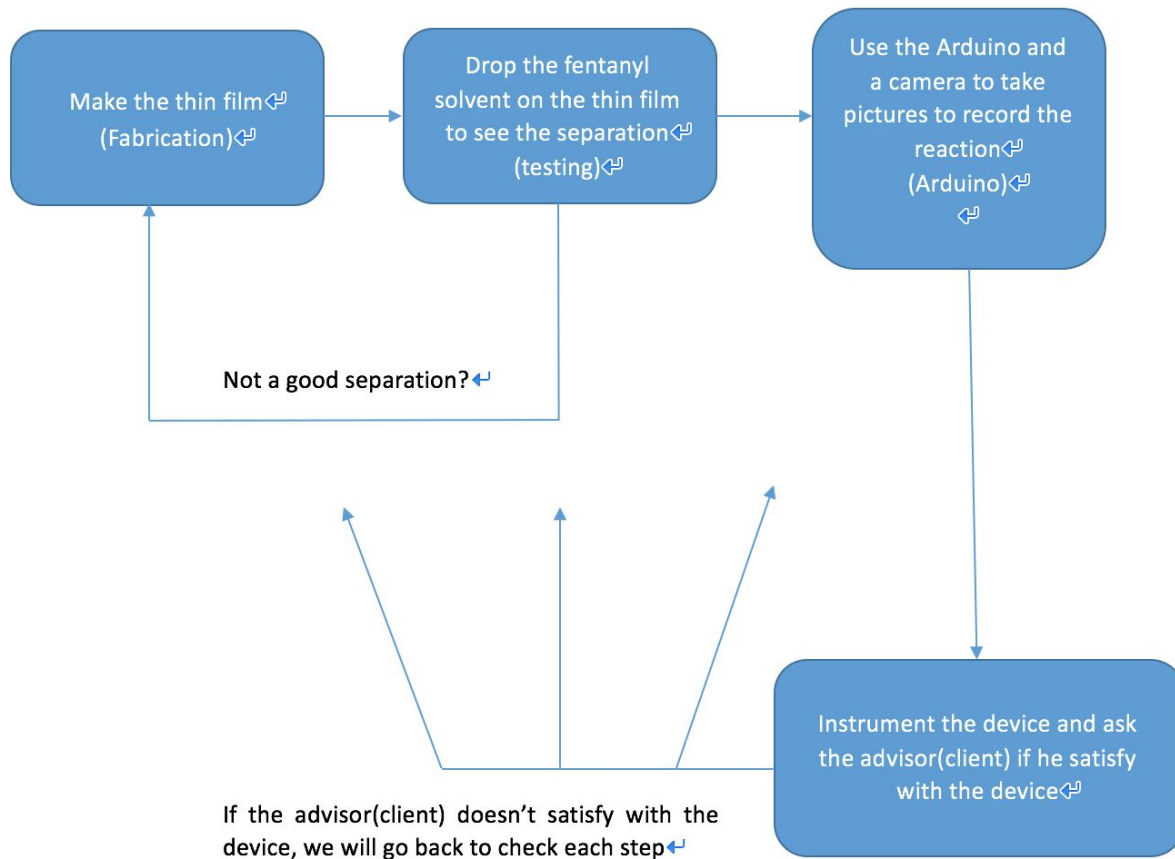 Make the thin film
(Fabrication)
Drop the fentanyl
solvent on the thin film
to see the separation
(testing)
Use the Arduino and
a camera to take
pictures to record the
reaction
(Arduino)
Not a good separation?
Instrument the device and ask
the advisor(client) if he satisfy
with the device
If the advisor(client) doesn't satisfy with the
device, we will go back to check each step